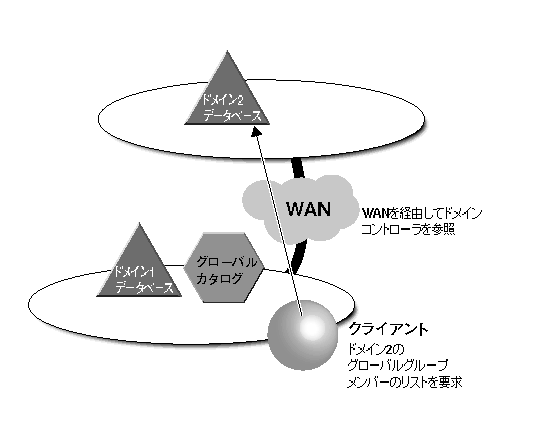 ドメイン2
データベース
WAN
WANを経由してドメイン
コントローラを参照
ドメイン1
データベース
グローバル
カタログ
クライアント
ドメイン2の
グローバルグループ
メンバーのリストを要求